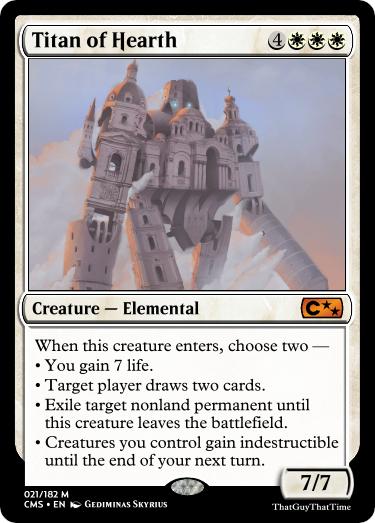 Titan of Hearth 4
Creature — Elemental C
When this creature enters, choose two —
• You gain 7 life.
• Target player draws two cards.
• Exile target nonland permanent until
this creature leaves the battlefield.
• Creatures you control gain indestructible
until the end of your next turn.
7/7
021/182 M
CMS • EN Gediminas Skyrius
ThatGuyThatTime